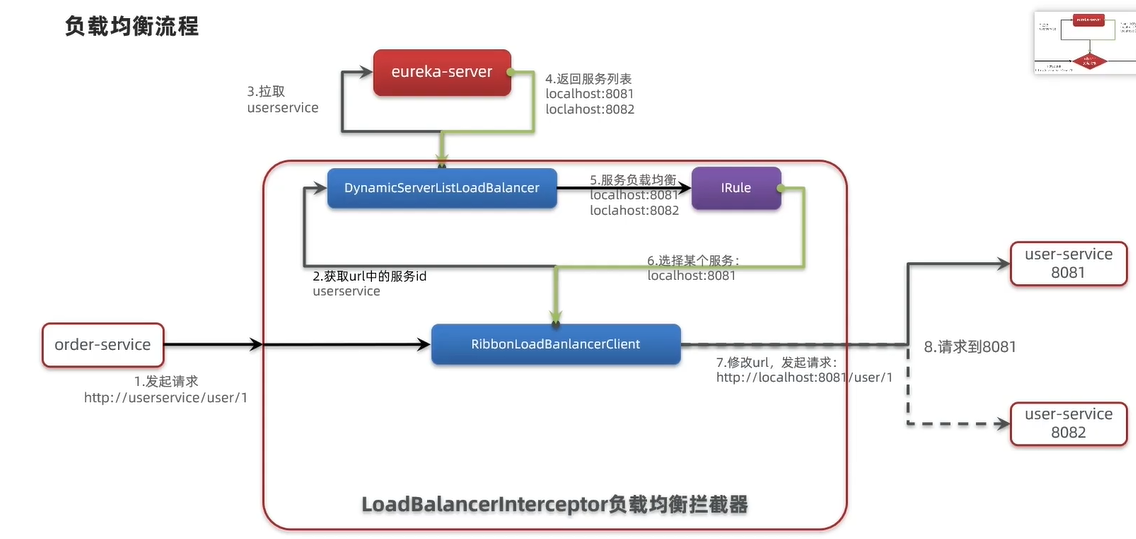 负载均衡流程
eureka-server
3.拉取
userservice
4.返回服务列表
localhost:8081
loclahost:8082
DynamicServerListLoadBalancer
5.服务负载均衡
localhost:8081
loclahost:8082
IRule
2.获取url中的服务id
userservice
6.选择某个服务：
localhost:8081
order-service
1.发起请求
http://userservice/user/1
RibbonLoadBanlancerClient
7.修改url，发起请求：
http://localhost:8081/user/1
user-service
8081
8.请求到8081
user-service
8082
LoadBalancerInterceptor负载均衡拦截器